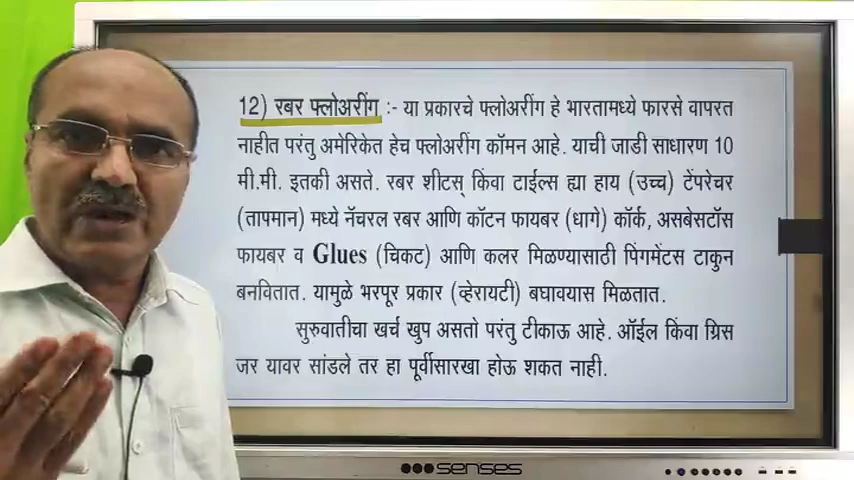 12) रबर फ्लोअरींग :- या प्रकारचे फ्लोअरींग हे भारतामध्ये फारसे वापरत
नाहीत परंतु अमेरिकेत हेच फ्लोअरींग कॉमन आहे. याची जाडी साधारण 10
मी.मी. इतकी असते. रबर शीटस् किंवा टाईल्स ह्या हाय (उच्च) टेंपरेचर
(तापमान) मध्ये नॅचरल रबर आणि कॉटन फायबर (धागे) कॉर्क, असबेसटॉस
फायबर व Glues (चिकट) आणि कलर मिळण्यासाठी पिंगमेंटस टाकुन
बनवितात. यामुळे भरपूर प्रकार (व्हेरायटी) बघावयास मिळतात.
सुरुवातीचा खर्च खुप असतो परंतु टीकाऊ आहे. ऑईल किंवा ग्रिस
जर यावर सांडले तर हा पूर्वीसारखा होऊ शकत नाही.
senses